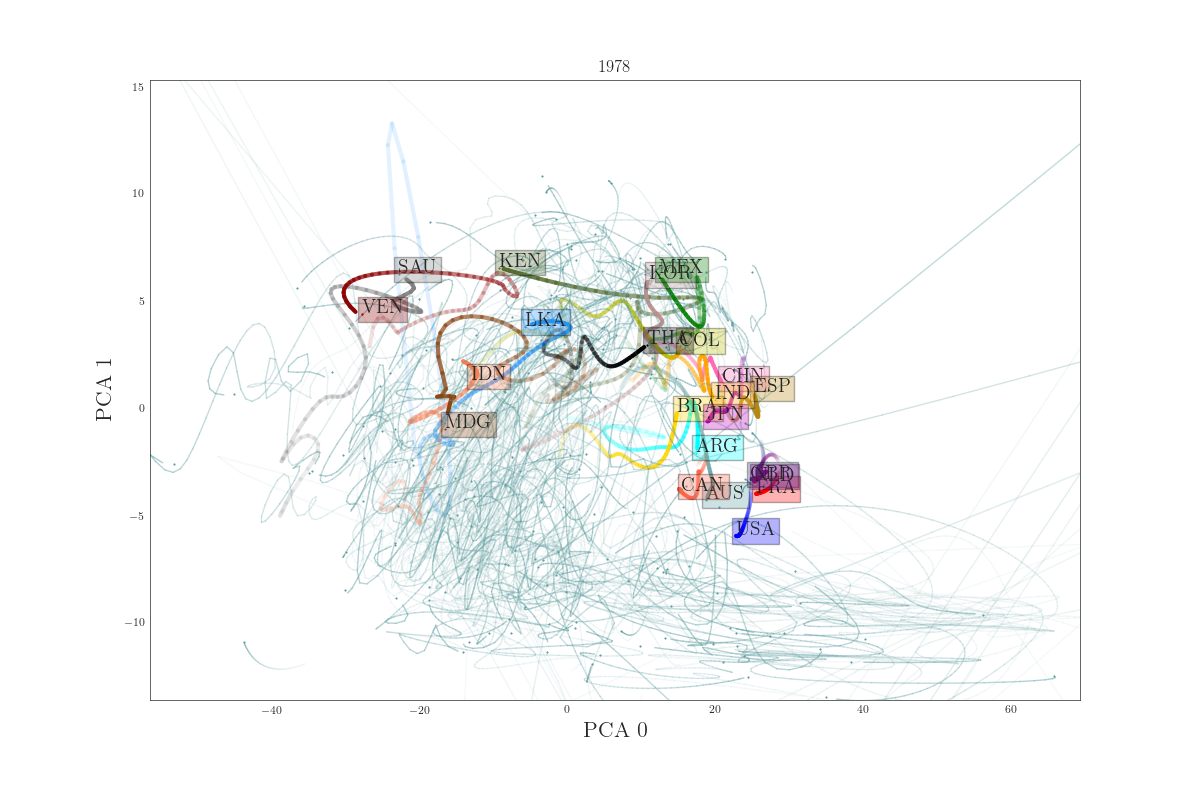 1978
15
10
5
0
−5
−10
−40
−20
0
20
40
60
PCA 0
PCA 1
SAU
KEN
MEX
KOR
VEN
LKA
THA
COL
IDN
CHN
ESP
IND
BRA
JPN
MDG
ARG
GBR
CAN
AUS
FRA
USA